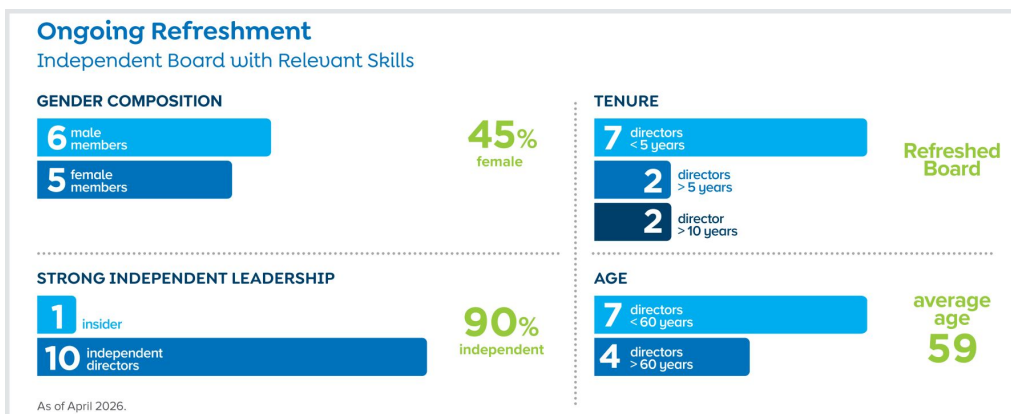 Ongoing Refreshment
Independent Board with Relevant Skills
GENDER COMPOSITION
6 male
members
5 female
members
45%
female
TENURE
7 directors
< 5 years
2 directors
> 5 years
2 director
> 10 years
Refreshed
Board
STRONG INDEPENDENT LEADERSHIP
1 insider
10 independent
directors
90%
independent
AGE
7 directors
< 60 years
4 directors
> 60 years
average
age
59
As of April 2026.